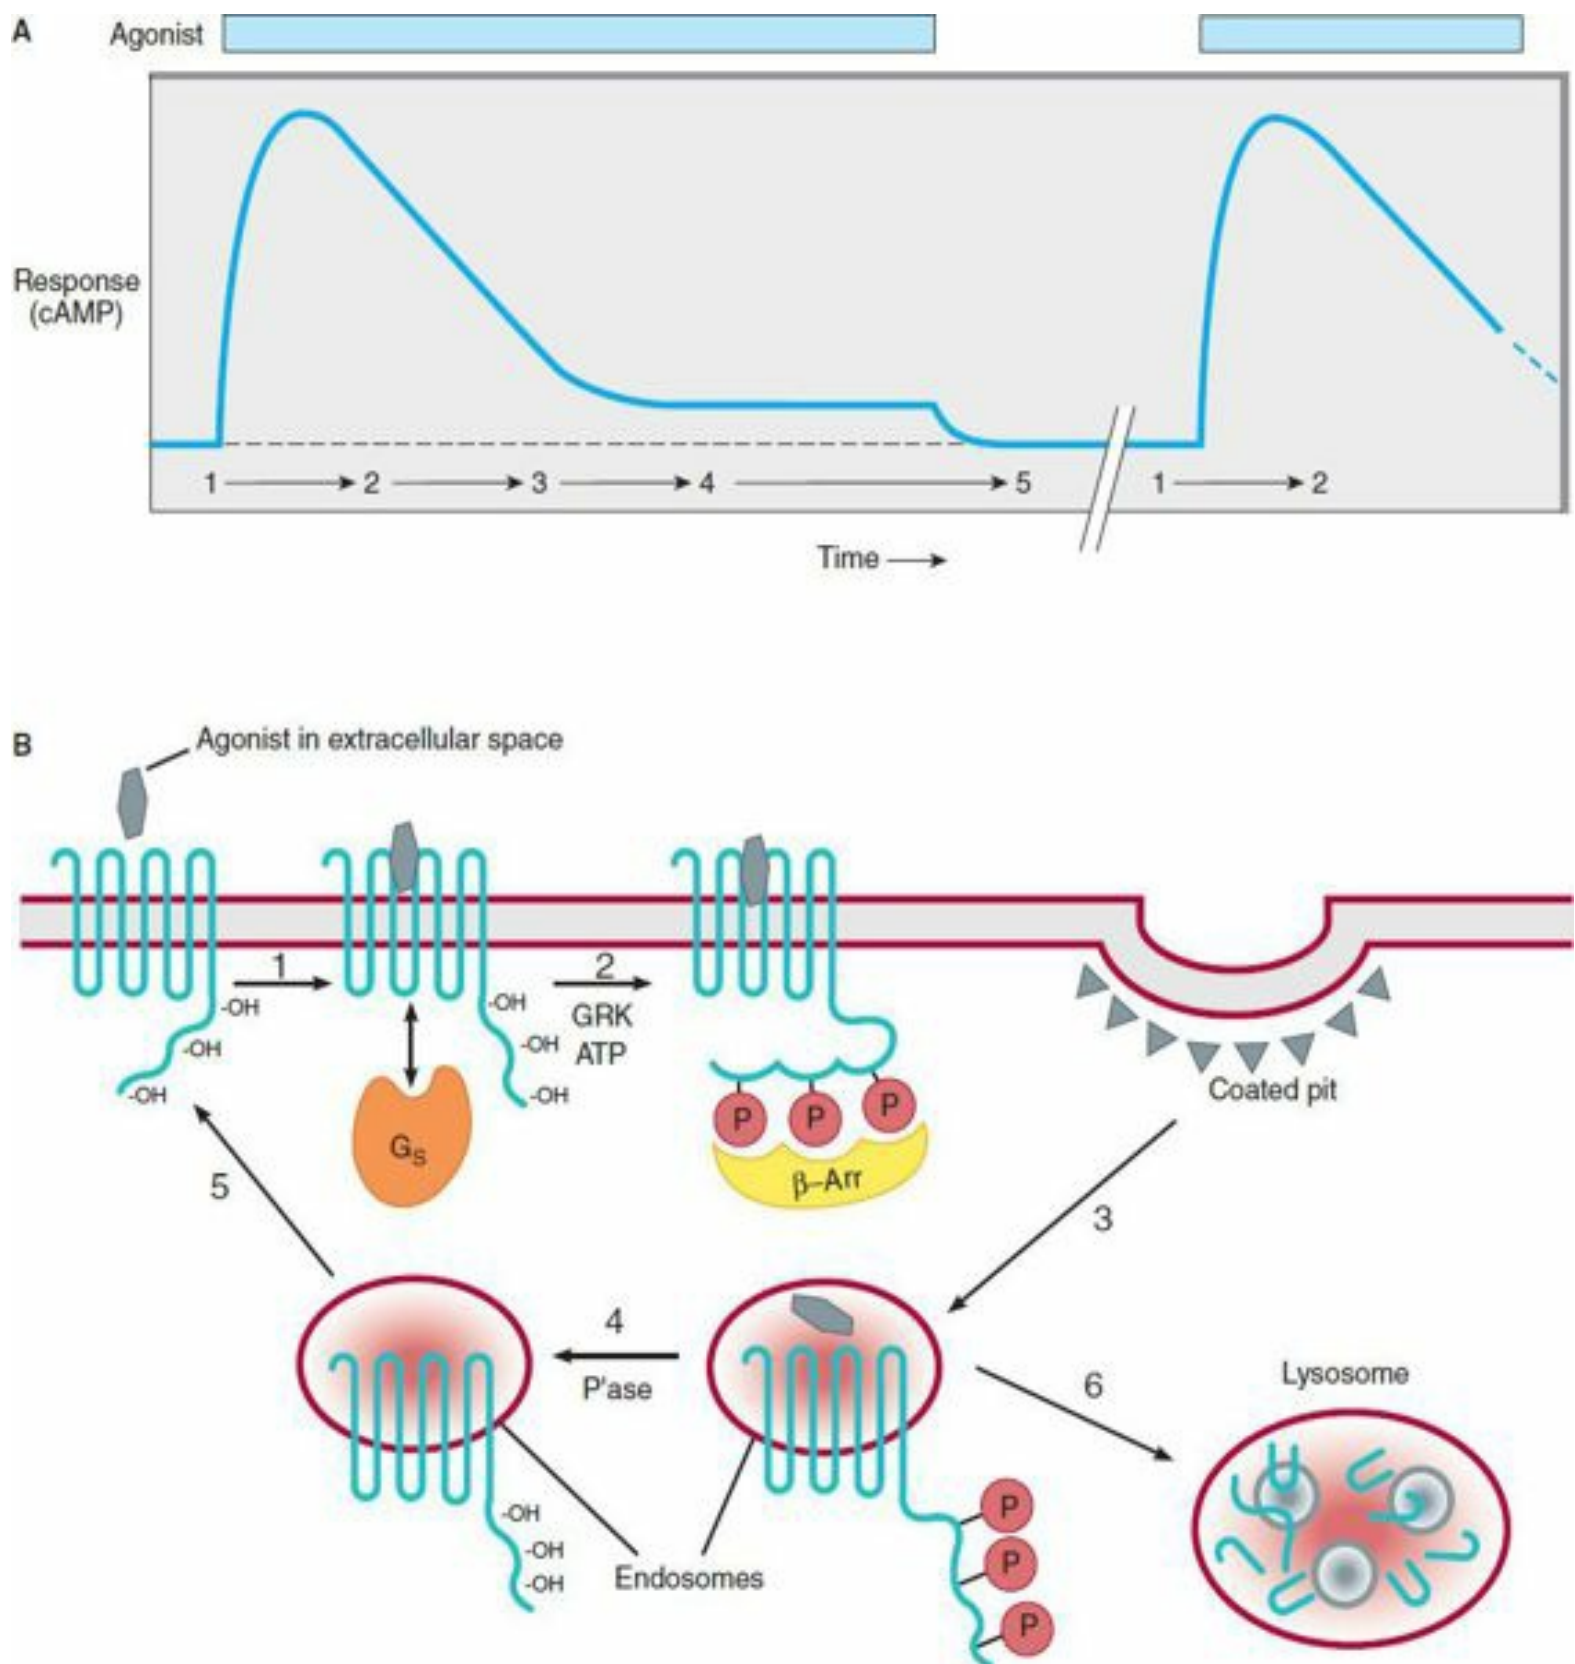 A
Agonist
Response
(cAMP)
1
2
3
4
5
1
2
Time
B
Agonist in extracellular space
-OH
-OH
-OH
1
-OH
-OH
-OH
2
GRK
ATP
Gs
P
P
P
β–Arr
Coated pit
3
5
4
P'ase
6
Lysosome
-OH
-OH
-OH
Endosomes
P
P
P